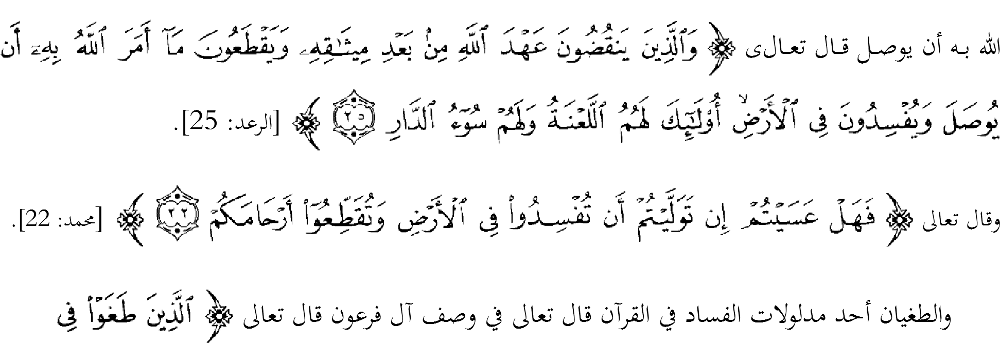 الله به أن يوصل قال تعالى ﴿ وَٱلَّذِينَ يَنقُضُونَ عَهۡدَ ٱللَّهِ مِنۢ بَعۡدِ مِيثَٰقِهِۦ وَيَقۡطَعُونَ مَآ أَمَرَ ٱللَّهُ بِهِۦٓ أَن
يُوصَلَ وَيُفۡسِدُونَ فِي ٱلۡأَرۡضِۙ أُوْلَٰٓئِكَ لَهُمُ ٱللَّعۡنَةُ وَلَهُمۡ سُوٓءُ ٱلدَّارِ ٢٥ ﴾ [الرعد: 25].
وقال تعالى ﴿ فَهَلۡ عَسَيۡتُمۡ إِن تَوَلَّيۡتُمۡ أَن تُفۡسِدُواْ فِي ٱلۡأَرۡضِ وَتُقَطِّعُوٓاْ أَرۡحَامَكُمۡ ٢٢ ﴾ [محمد: 22].
والطغيان أحد مدلولات الفساد في القرآن قال تعالى في وصف آل فرعون قال تعالى ﴿ ٱلَّذِينَ طَغَوۡاْ فِي